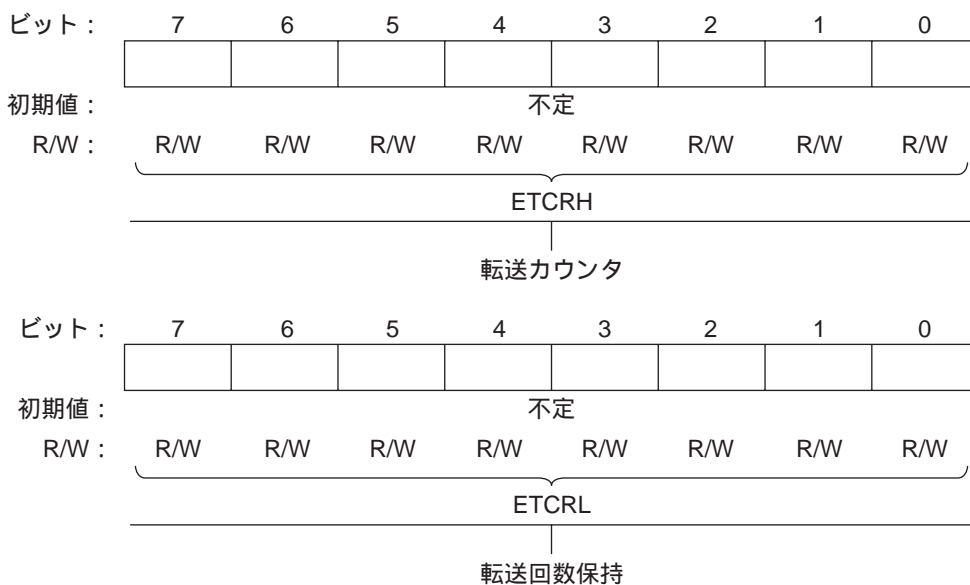 ビット： 7 6 5 4 3 2 1 0
初期値： 不定
R/W： R/W R/W R/W R/W R/W R/W R/W R/W
ETCRH
転送カウンタ
ビット： 7 6 5 4 3 2 1 0
初期値： 不定
R/W： R/W R/W R/W R/W R/W R/W R/W R/W
ETCRL
転送回数保持